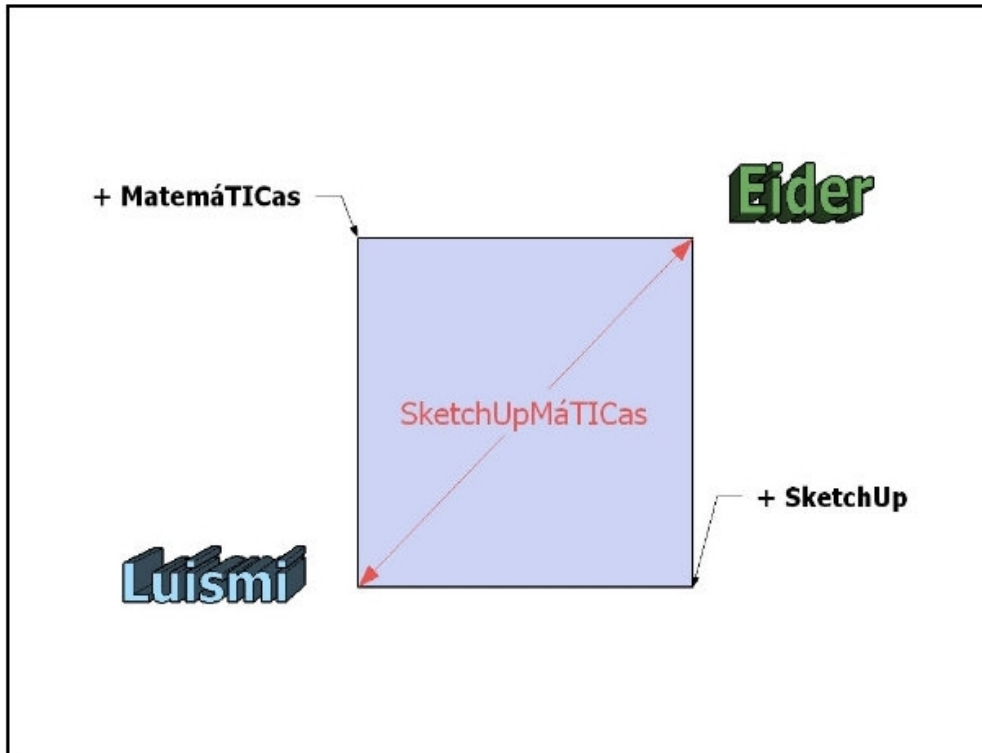 Eider
+ MatemáTICas
SketchUpMáTICas
+ SketchUp
Luismi